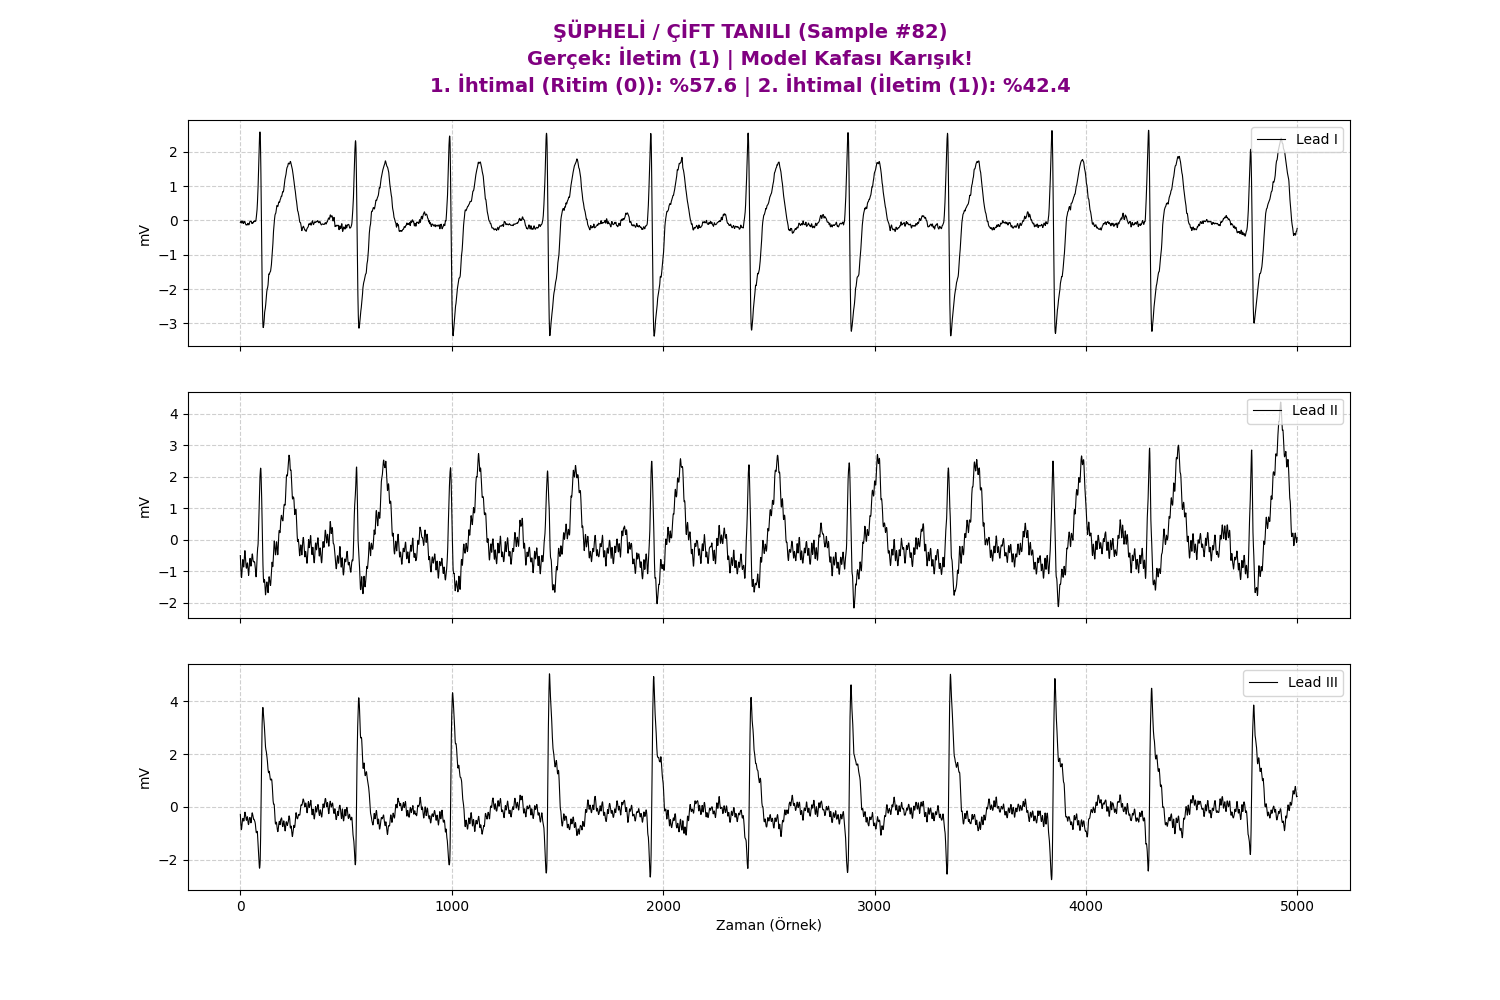 ŞÜPHELİ / ÇİFT TANILI (Sample #82)
Gerçek: İletim (1) | Model Kafası Karışık!
1. İhtimal (Ritim (0)): %57.6 | 2. İhtimal (İletim (1)): %42.4
Lead I
2
1
0
−1
−2
−3
mV
Lead II
4
3
2
1
0
−1
−2
mV
Lead III
4
2
0
−2
mV
0 1000 2000 3000 4000 5000
Zaman (Örnek)